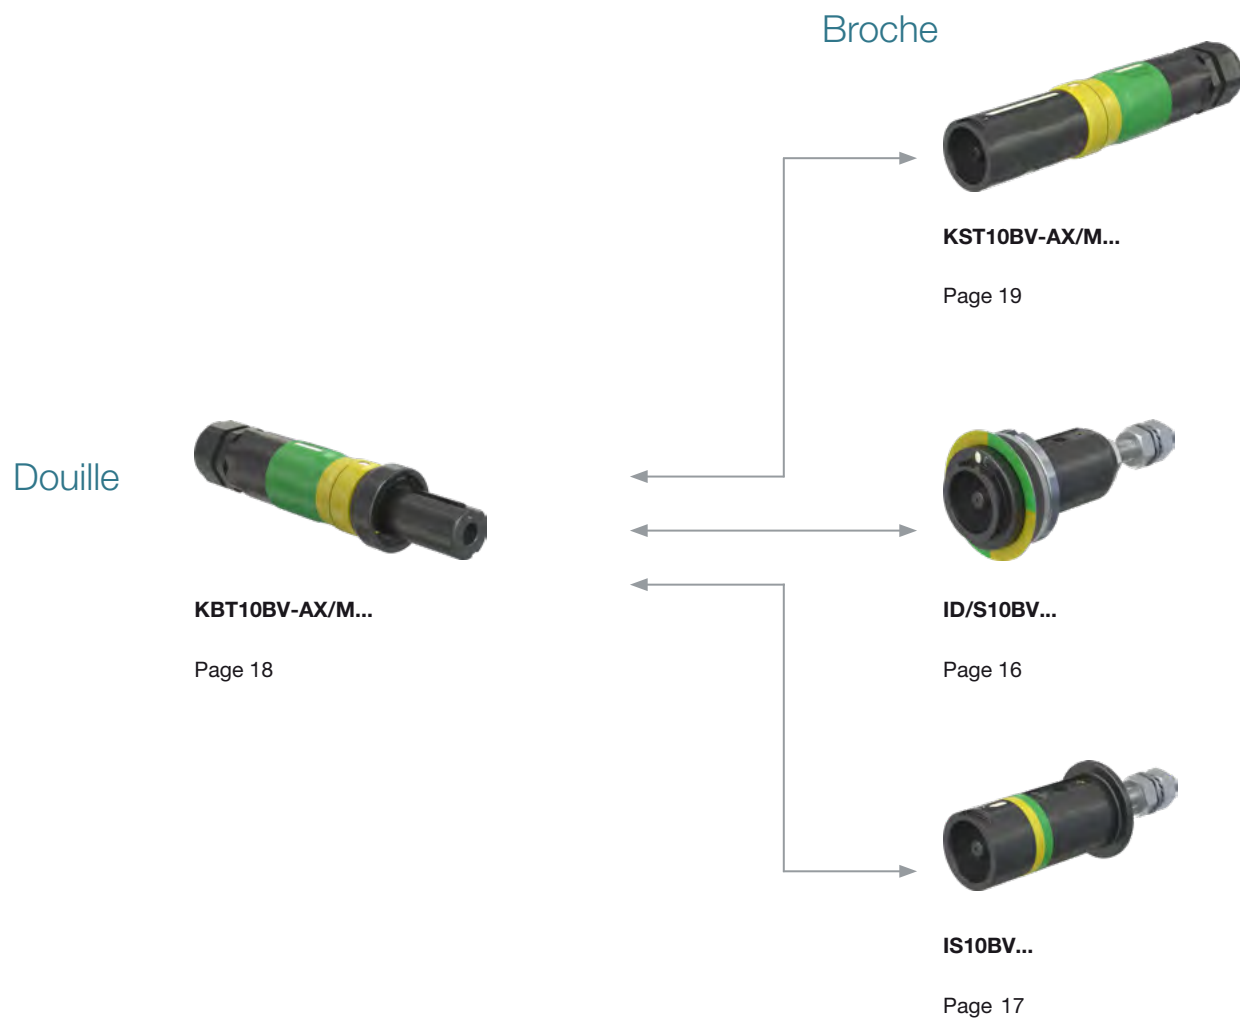 Broche
KST10BV-AX/M...
Page 19
Douille
KBT10BV-AX/M...
Page 18
ID/S10BV...
Page 16
IS10BV...
Page 17